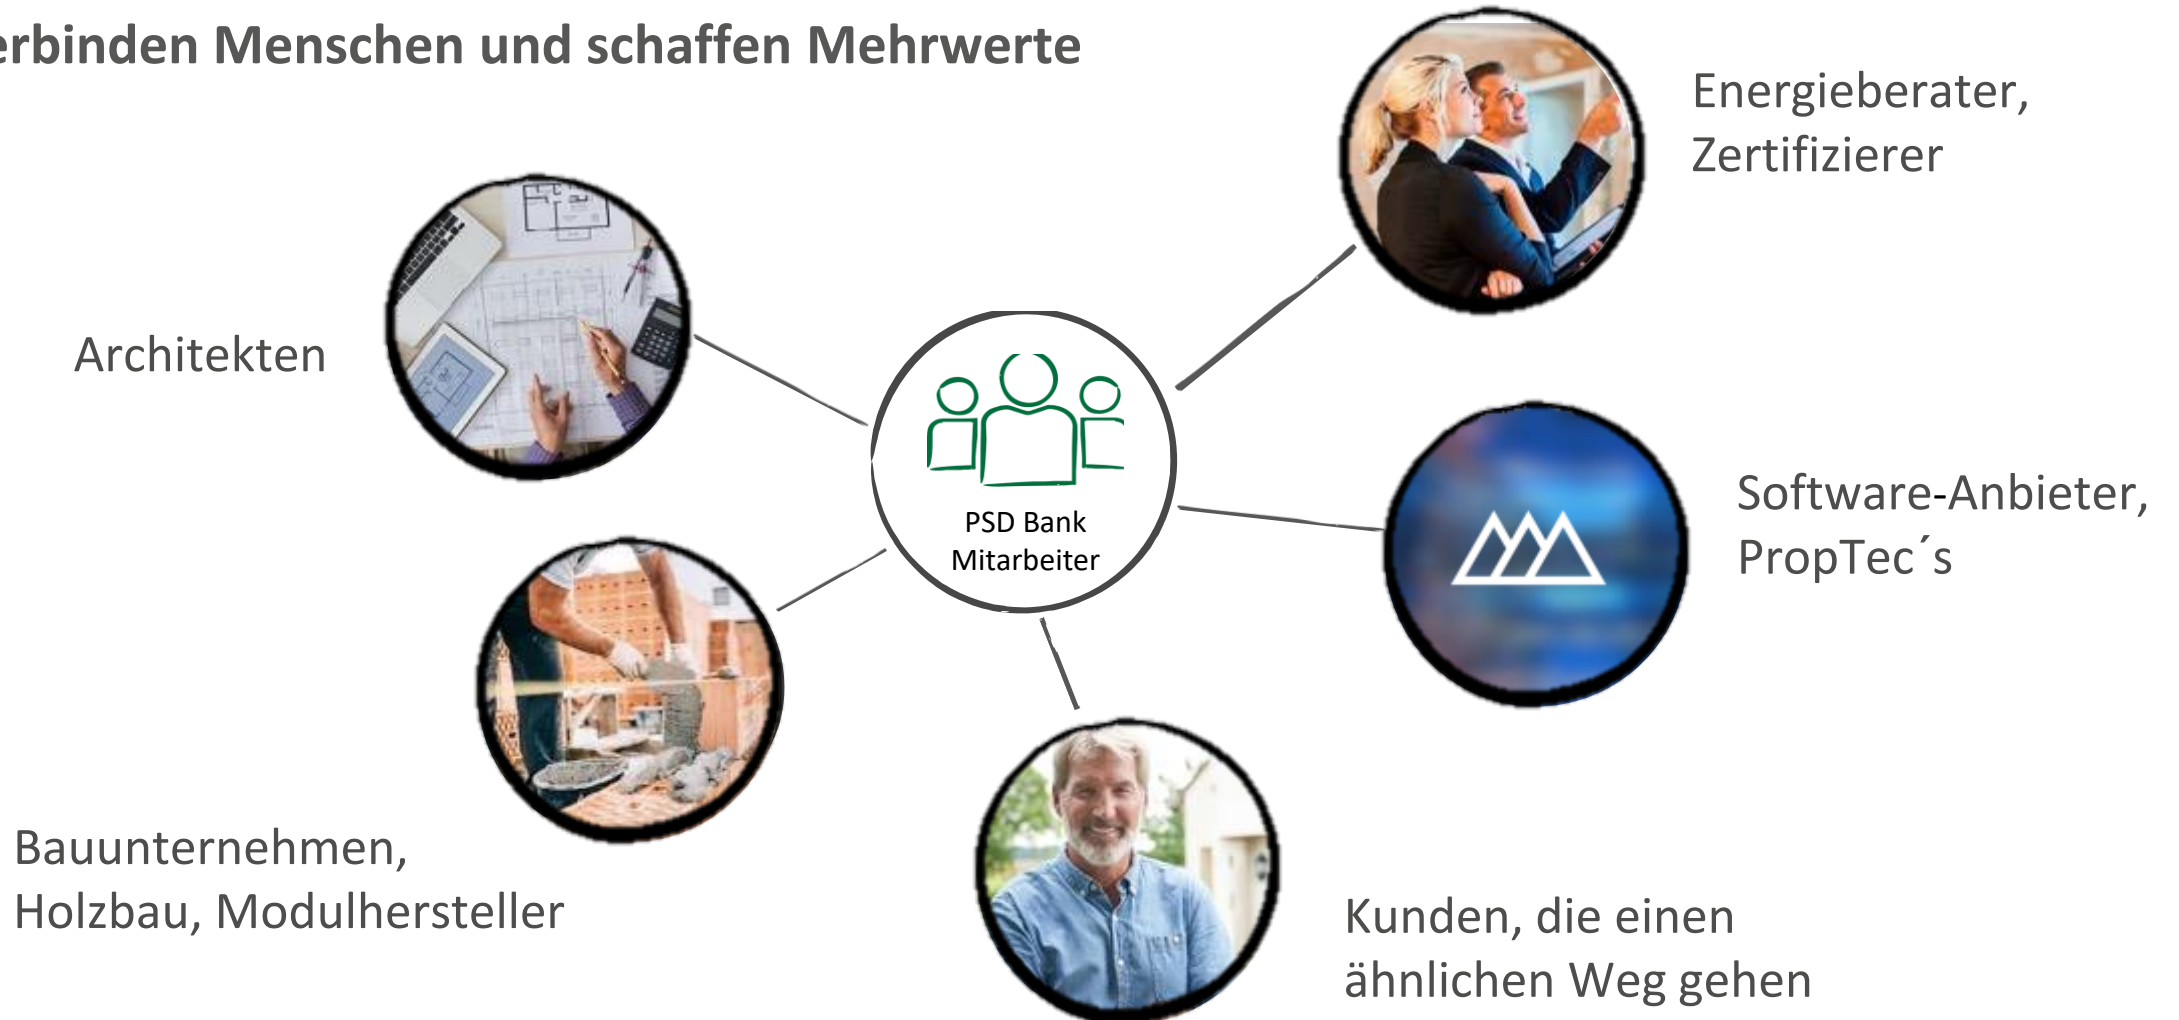 erbinden Menschen und schaffen Mehrwerte
Energieberater,
Zertifizierer
Architekten
PSD Bank
Mitarbeiter
Software-Anbieter,
PropTec´s
Bauunternehmen,
Holzbau, Modulhersteller
Kunden, die einen
ähnlichen Weg gehen